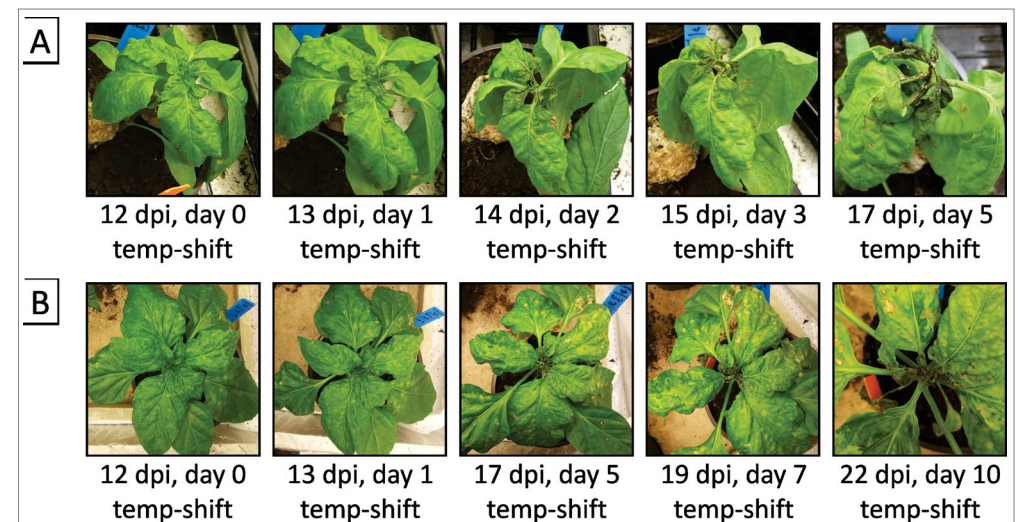 A
12 dpi, day 0 13 dpi, day 1 14 dpi, day 2 15 dpi, day 3 17 dpi, day 5
temp-shift temp-shift temp-shift temp-shift temp-shift
B
12 dpi, day 0 13 dpi, day 1 17 dpi, day 5 19 dpi, day 7 22 dpi, day 10
temp-shift temp-shift temp-shift temp-shift temp-shift